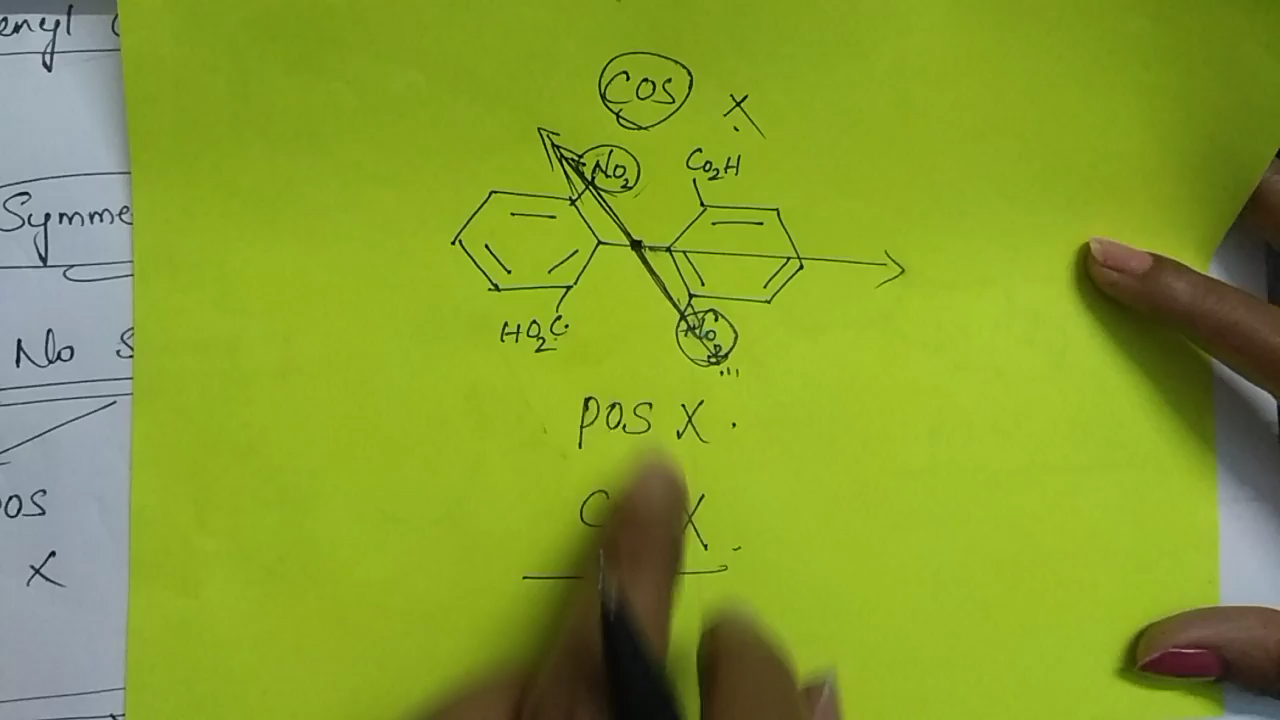 enyl
COS X
NO2 CO2H
Symme
HO2C NO2
No S
POS X.
OS
C X
X